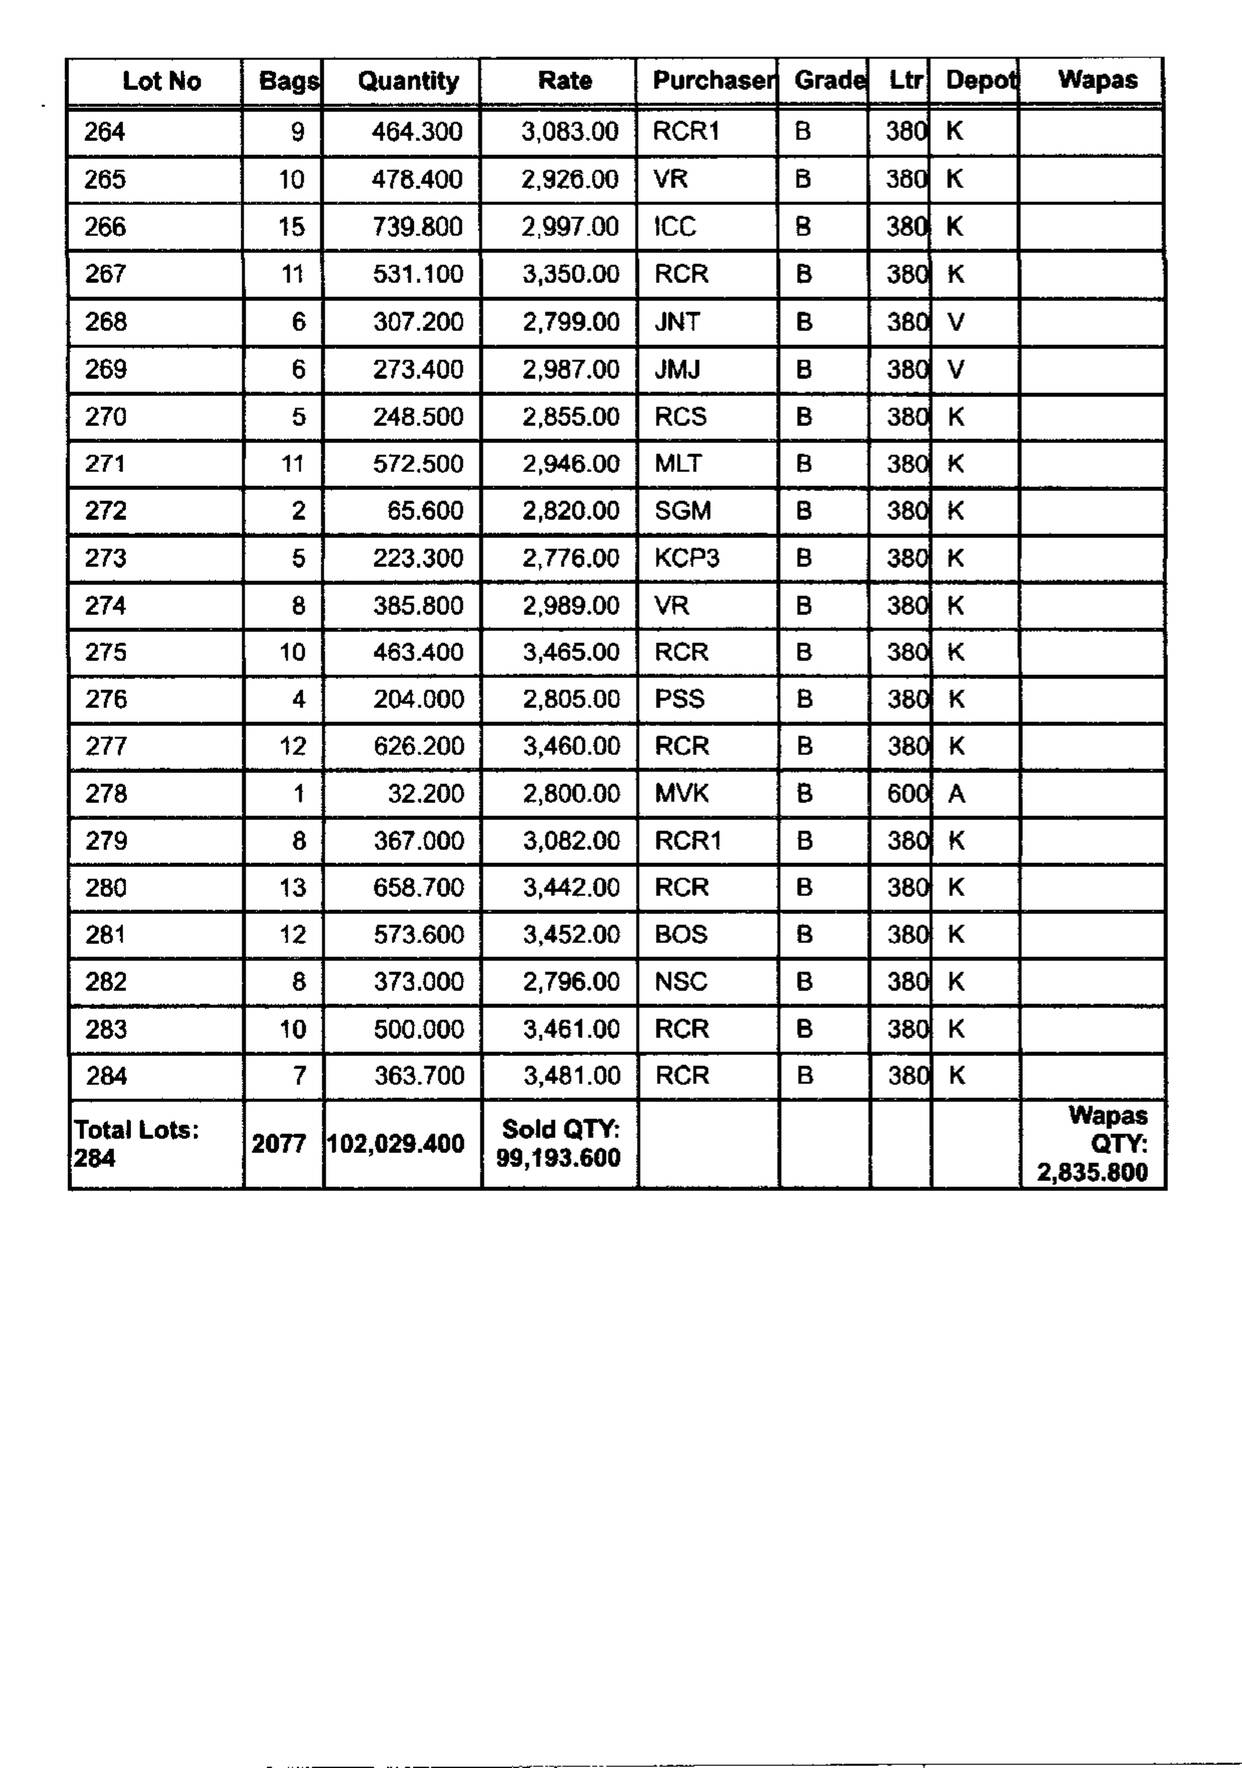 Lot No Bags Quantity Rate Purchaser Grade Ltr Depot Wapas
264 9 464.300 3,083.00 RCR1 B 380 K
265 10 478.400 2,926.00 VR B 380 K
266 15 739.800 2,997.00 ICC B 380 K
267 11 531.100 3,350.00 RCR B 380 K
268 6 307.200 2,799.00 JNT B 380 V
269 6 273.400 2,987.00 JMJ B 380 V
270 5 248.500 2,855.00 RCS B 380 K
271 11 572.500 2,946.00 MLT B 380 K
272 2 65.600 2,820.00 SGM B 380 K
273 5 223.300 2,776.00 KCP3 B 380 K
274 8 385.800 2,989.00 VR B 380 K
275 10 463.400 3,465.00 RCR B 380 K
276 4 204.000 2,805.00 PSS B 380 K
277 12 626.200 3,460.00 RCR B 380 K
278 1 32.200 2,800.00 MVK B 600 A
279 8 367.000 3,082.00 RCR1 B 380 K
280 13 658.700 3,442.00 RCR B 380 K
281 12 573.600 3,452.00 BOS B 380 K
282 8 373.000 2,796.00 NSC B 380 K
283 10 500.000 3,461.00 RCR B 380 K
284 7 363.700 3,481.00 RCR B 380 K
Total Lots:
284
2077
102,029.400
Sold QTY:
99,193.600
Wapas
QTY:
2,835.800